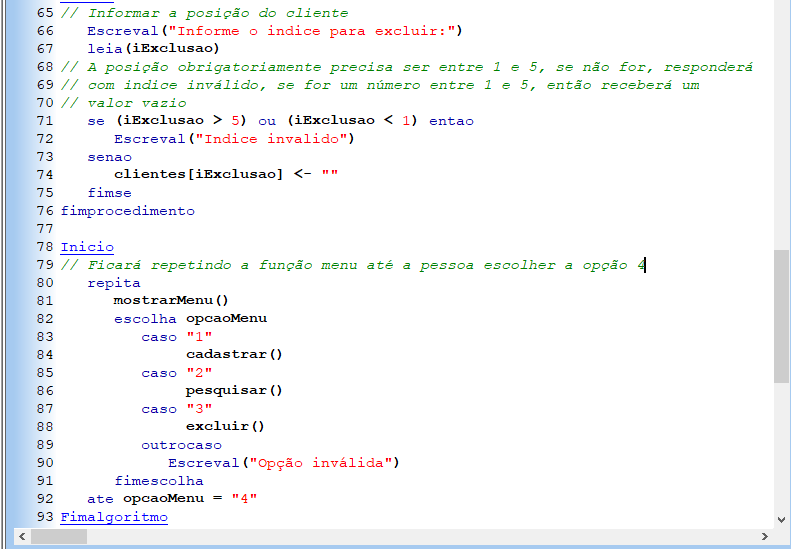 65 // Informar a posição do cliente
66    Escreval("Informe o indice para excluir:")
67    leia(iExclusao)
68 // A posição obrigatoriamente precisa ser entre 1 e 5, se não for, responderá
69 // com indice inválido, se for um número entre 1 e 5, então receberá um
70 // valor vazio
71    se (iExclusao > 5) ou (iExclusao < 1) entao
72       Escreval("Indice invalido")
73    senao
74       clientes[iExclusao] <- ""
75    fimse
76 fimprocedimento
77
78 Inicio
79 // Ficará repetindo a função menu até a pessoa escolher a opção 4
80    repita
81       mostrarMenu()
82       escolha opcaoMenu
83          caso "1"
84               cadastrar()
85          caso "2"
86               pesquisar()
87          caso "3"
88               excluir()
89          outrocaso
90             Escreval("Opção inválida")
91       fimescolha
92    ate opcaoMenu = "4"
93 Fimalgoritmo